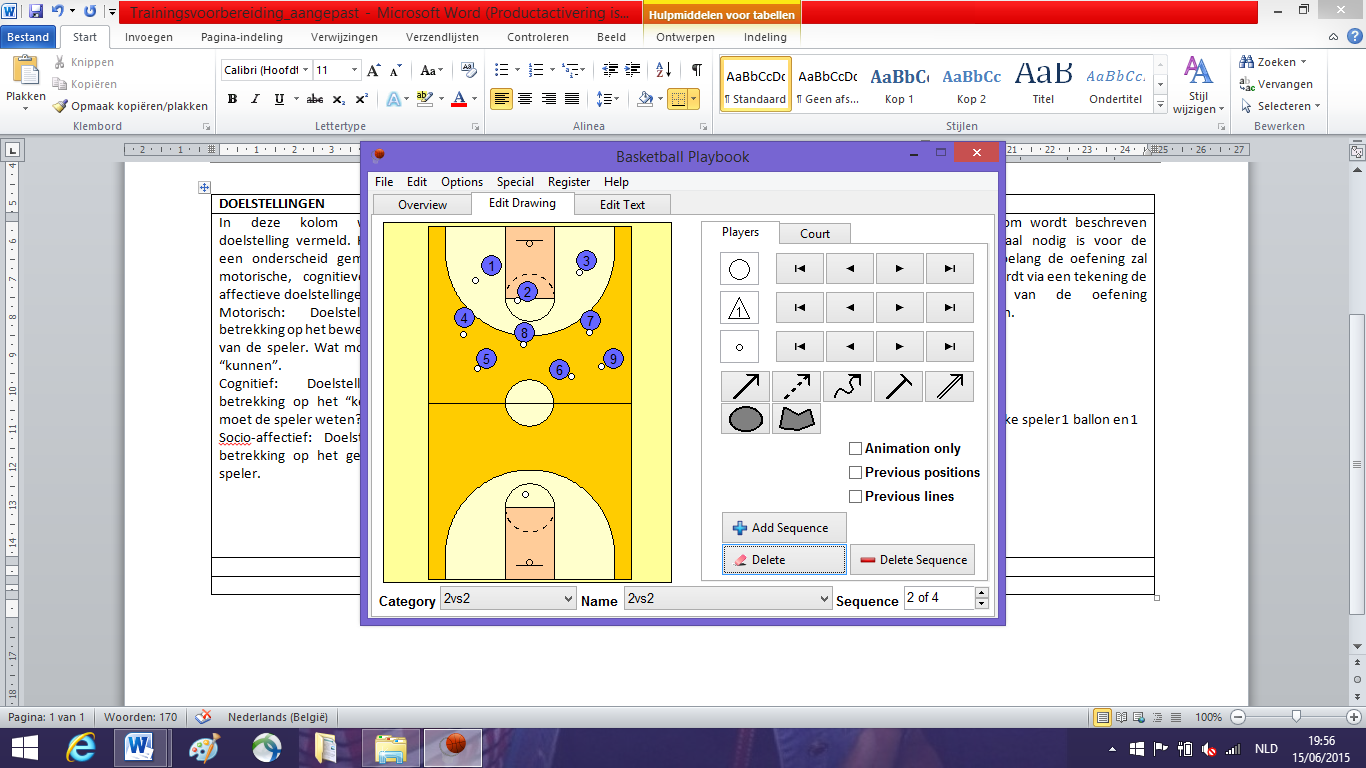 Trainingsvoorbereiding aangepast - Microsoft Word (Productactivering is...
Hulpmiddelen voor tabellen
Bestand Start Invoegen Pagina-indeling Verwijzingen Verzendlijsten Controleren Beeld Ontwerpen Indeling
Plakken
Knippen
Kopiëren
Opmaak kopiëren/plakken
Klembord
Calibri (Hoofdt 11
Lettertype
Alinea
AaBbCcDc AaBbCcDc AaBbC AaBbCc AaB AaBbCc.
¶ Standaard ¶ Geen afs... Kop 1 Kop 2 Titel Ondertitel
Stijl wijzigen
Stijlen
Zoeken
Vervangen
Selecteren
Bewerken
DOELSTELLINGEN
In deze kolom w
doelstelling vermeld. H
een onderscheid gem
motorische, cognitieve
affectieve doelstellinge
Motorisch: Doelstell
betrekking op het bewe
van de speler. Wat mo
“kunnen”.
Cognitief: Doelstelli
betrekking op het “ke
moet de speler weten?
Socio-affectief: Doelst
betrekking op het ge
speler.
om wordt beschreven
aal nodig is voor de
belang de oefening zal
rdt via een tekening de
van de oefening
n.
ke speler1 ballon en1
Basketball Playbook
File Edit Options Special Register Help
Overview Edit Drawing Edit Text
1
3
2
4
7
8
5
9
6
Players Court
1
Animation only
Previous positions
Previous lines
Add Sequence
Delete Delete Sequence
Category 2vs2 Name 2vs2 Sequence 2 of 4
Pagina: 1 van 1 Woorden: 170 Nederlands (België) 100%
NLD
19:56
15/06/2015